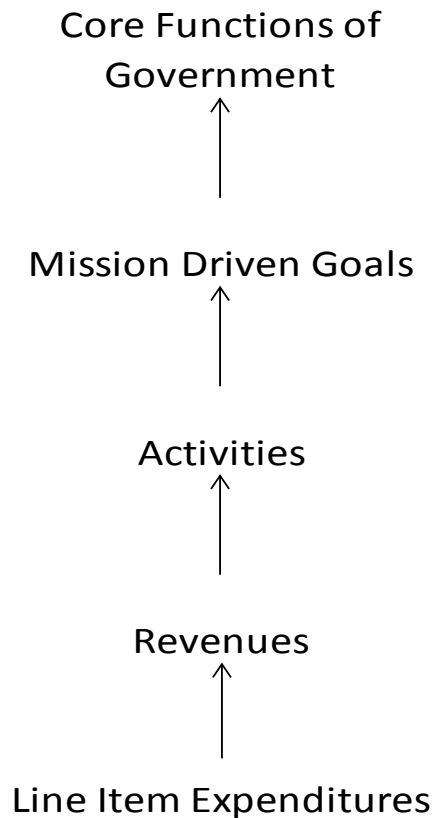 Core Functions of
Government
Mission Driven Goals
Activities
Revenues
Line Item Expenditures